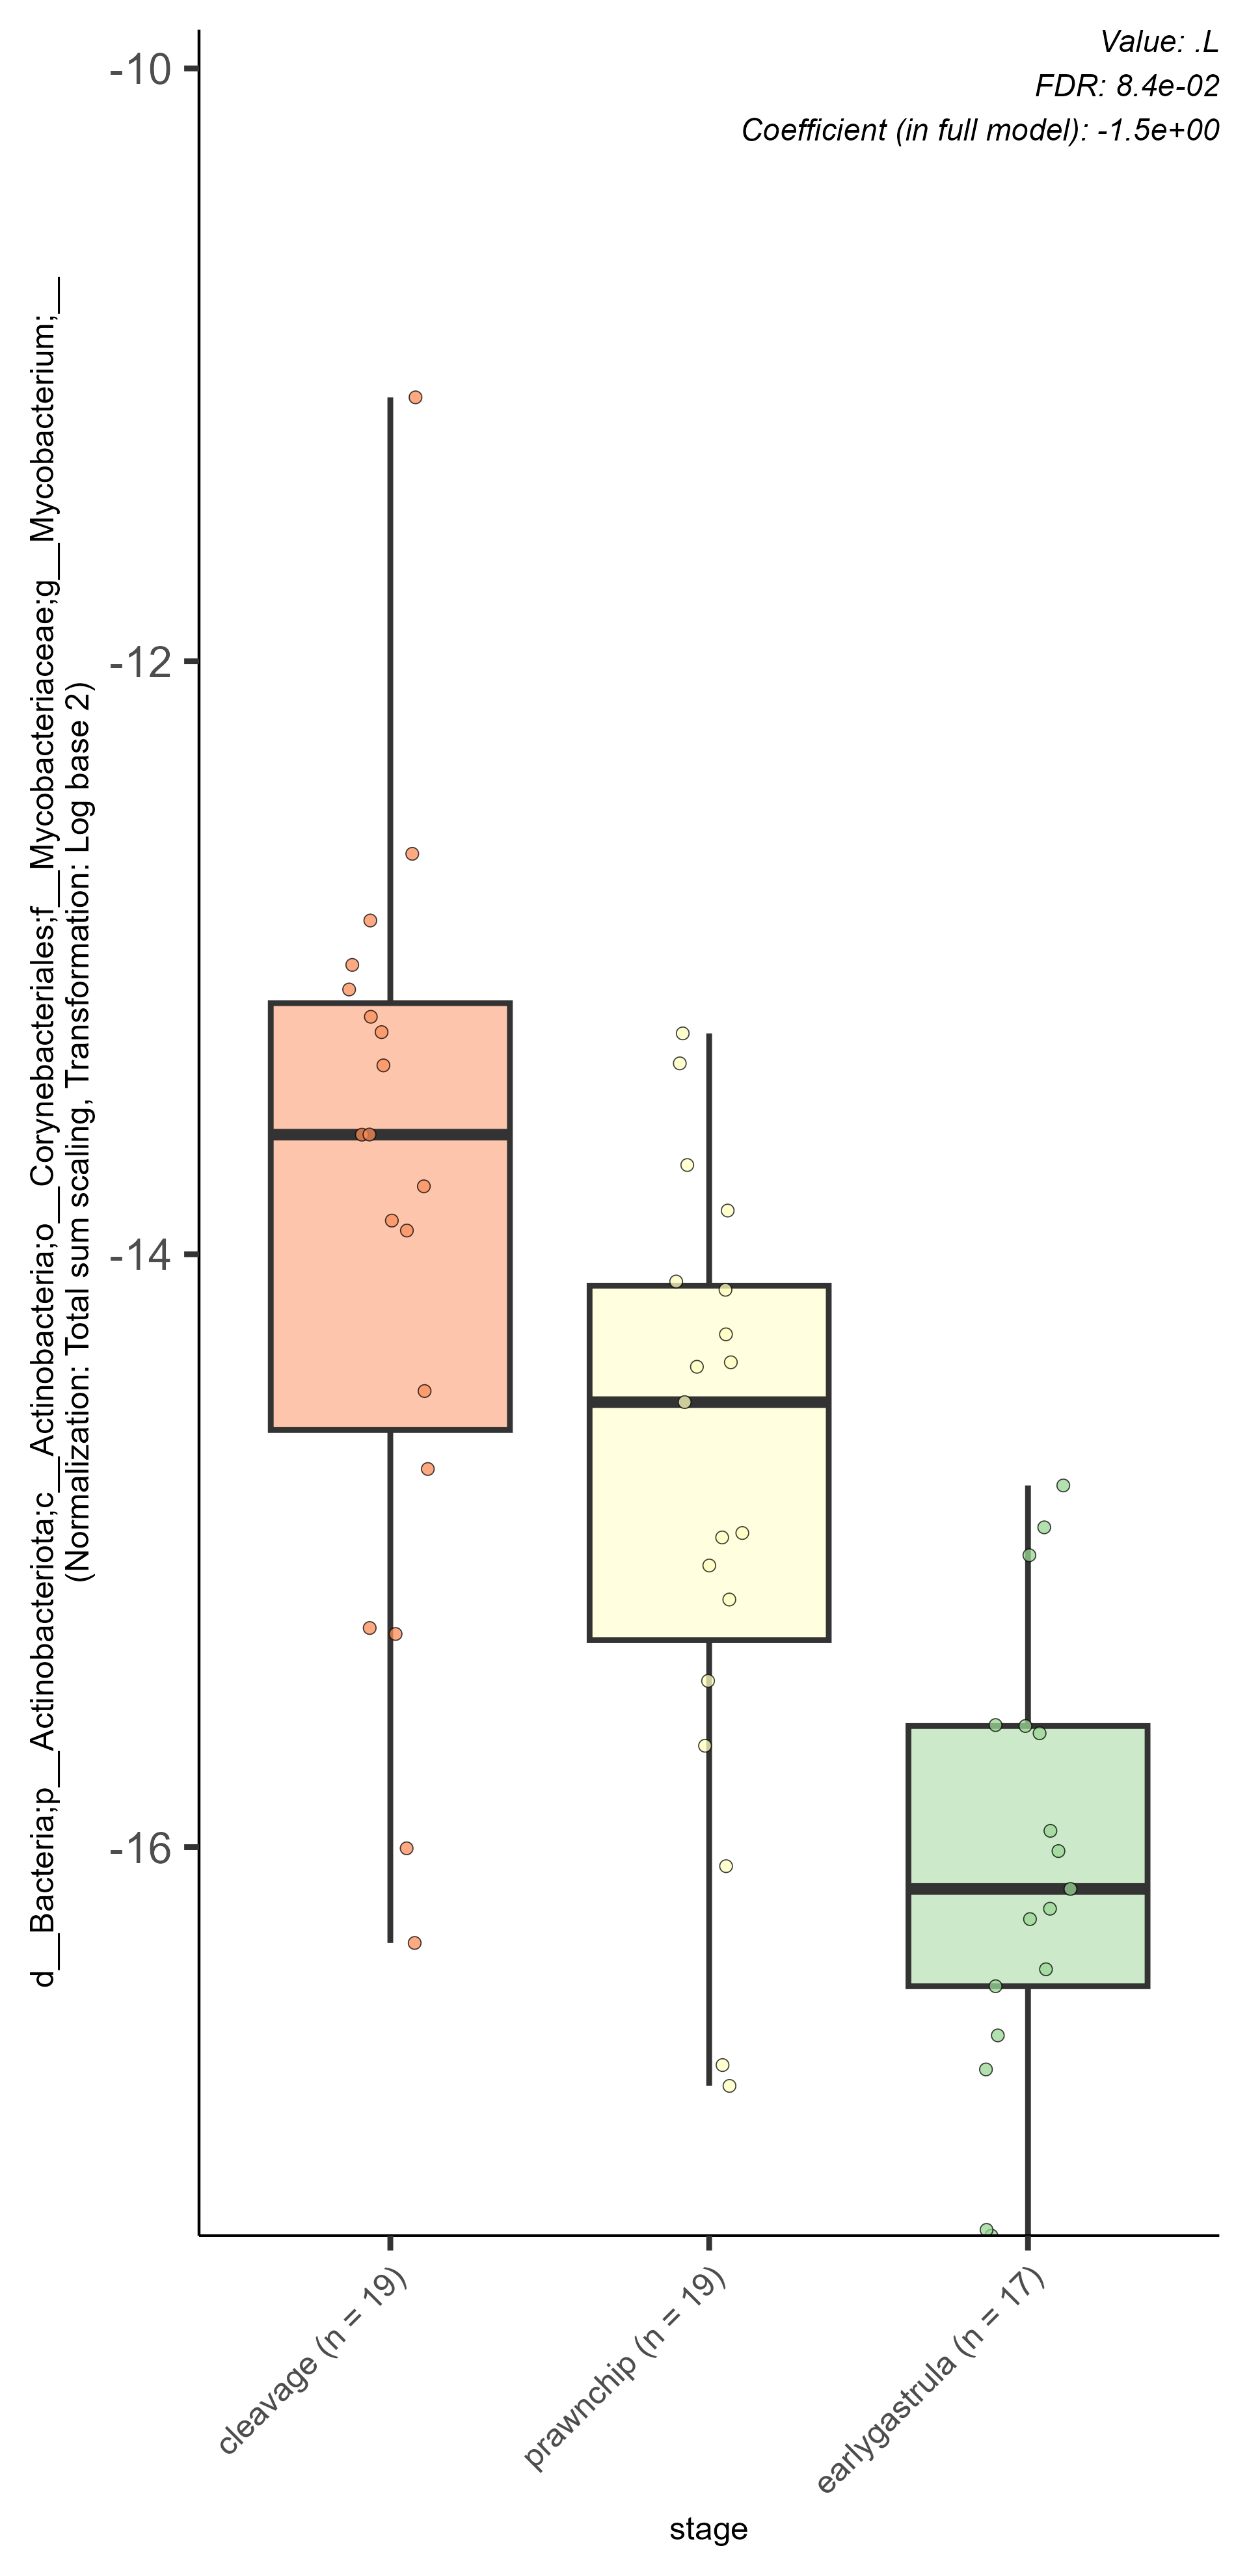 Value: .L
FDR: 8.4e-02
Coefficient (in full model): -1.5e+00
d__Bacteria;p__Actinobacteriota;c__Actinobacteria;o__Corynebacteriales;f__Mycobacteriaceae;g__Mycobacterium;__
(Normalization: Total sum scaling, Transformation: Log base 2)
-10
-12
-14
-16
cleavage (n = 19)
prawnchip (n = 19)
earlygastrula (n = 17)
stage